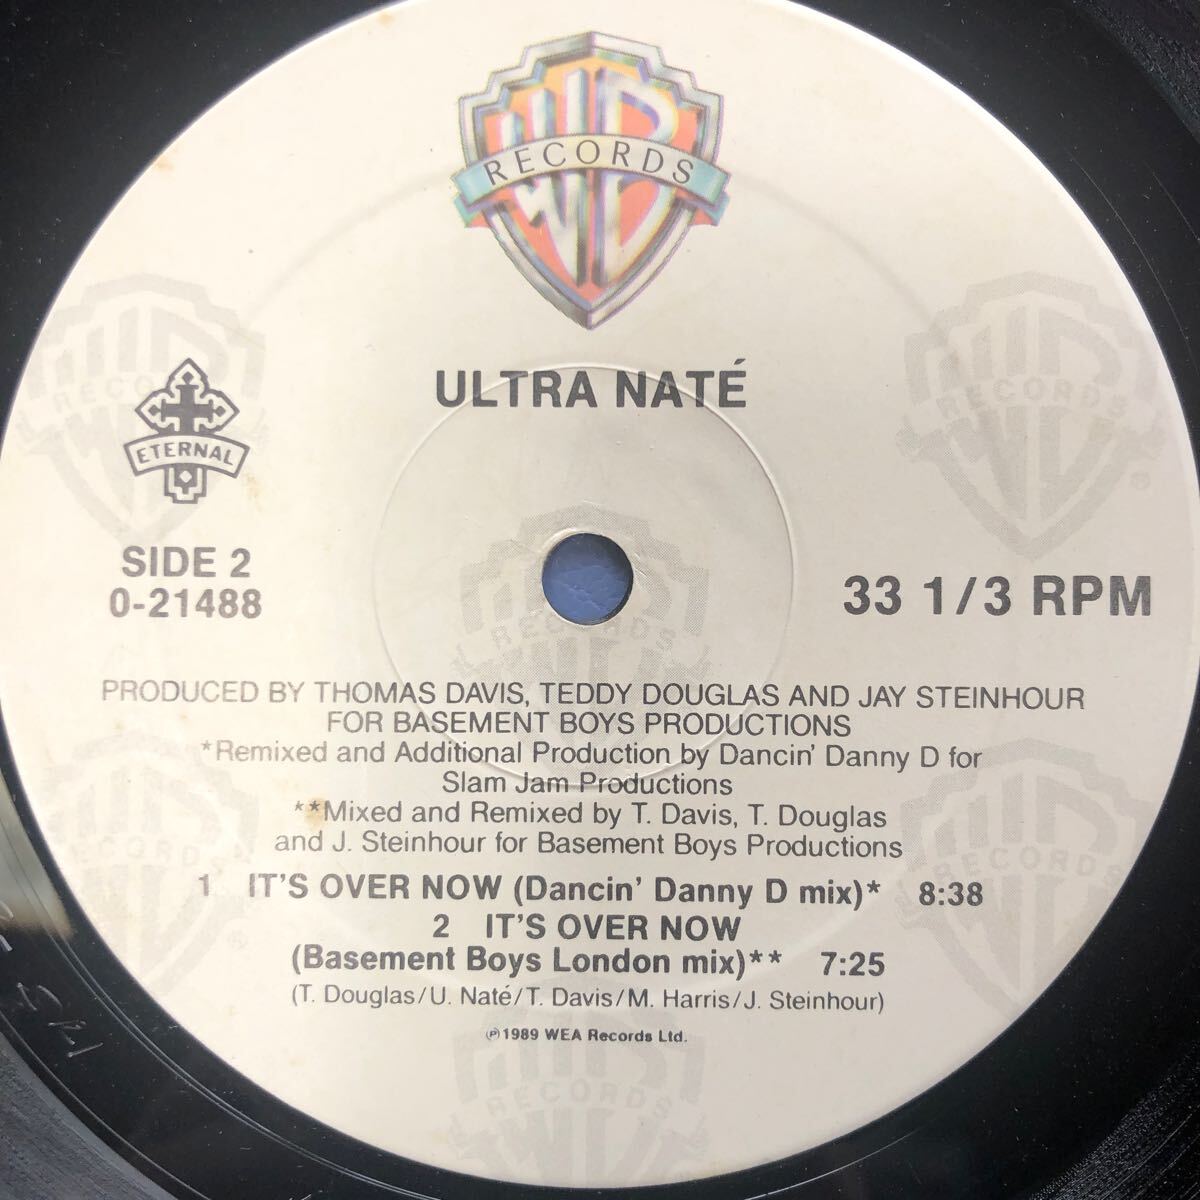 WB
RECORDS
ULTRA NATÉ
ETERNAL
SIDE 2
0-21488
33 1/3 RPM
PRODUCED BY THOMAS DAVIS, TEDDY DOUGLAS AND JAY STEINHOUR
FOR BASEMENT BOYS PRODUCTIONS
*Remixed and Additional Production by Dancin' Danny D for
Slam Jam Productions
**Mixed and Remixed by T. Davis, T. Douglas
and J. Steinhour for Basement Boys Productions
1 IT'S OVER NOW (Dancin' Danny D mix)* 8:38
2 IT'S OVER NOW
(Basement Boys London mix)** 7:25
(T. Douglas/U. Naté/T. Davis/M. Harris/J. Steinhour)
℗1989 WEA Records Ltd.